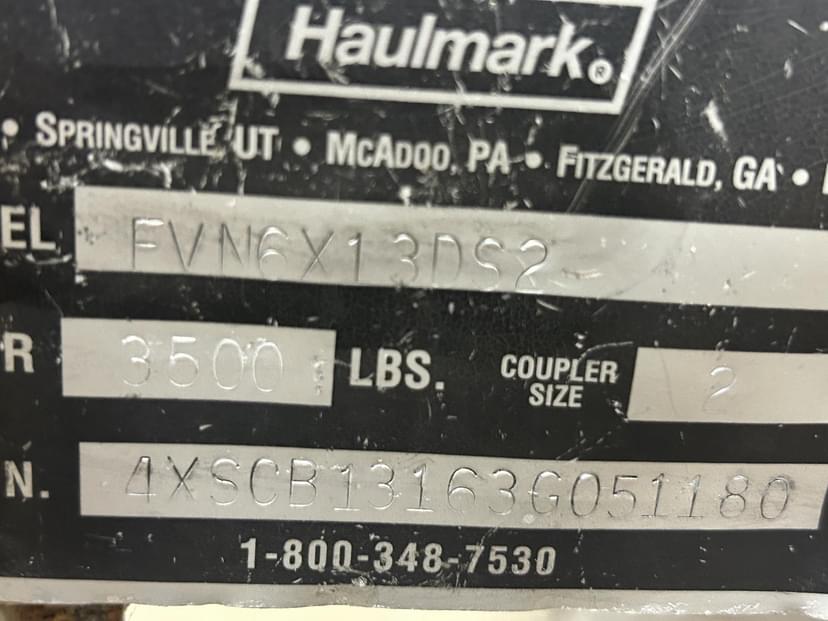 Haulmark®
• SPRINGVILLE, UT • MCADOO, PA • FITZGERALD, GA •
EL FVN6X13DS2
R 3500 LBS. COUPLER SIZE 2
N. 4XSCB13163G051180
1-800-348-7530